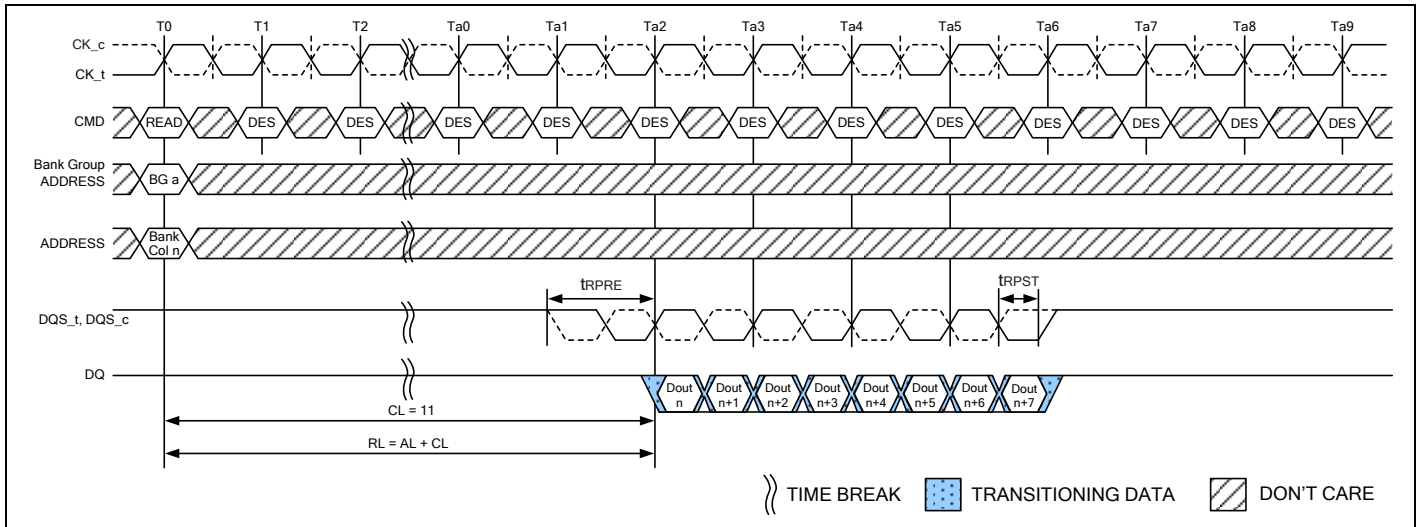 T0 T1 T2 Ta0 Ta1 Ta2 Ta3 Ta4 Ta5 Ta6 Ta7 Ta8 Ta9
CK_c
CK_t
CMD READ DES DES DES DES DES DES DES DES DES DES DES DES
Bank Group
ADDRESS BG a
ADDRESS Bank
Col n
tRPRE tRPST
DQS_t, DQS_c
DQ
Dout Dout Dout Dout Dout Dout Dout Dout
n n+1 n+2 n+3 n+4 n+5 n+6 n+7
CL = 11
RL = AL + CL
TIME BREAK TRANSITIONING DATA DON'T CARE